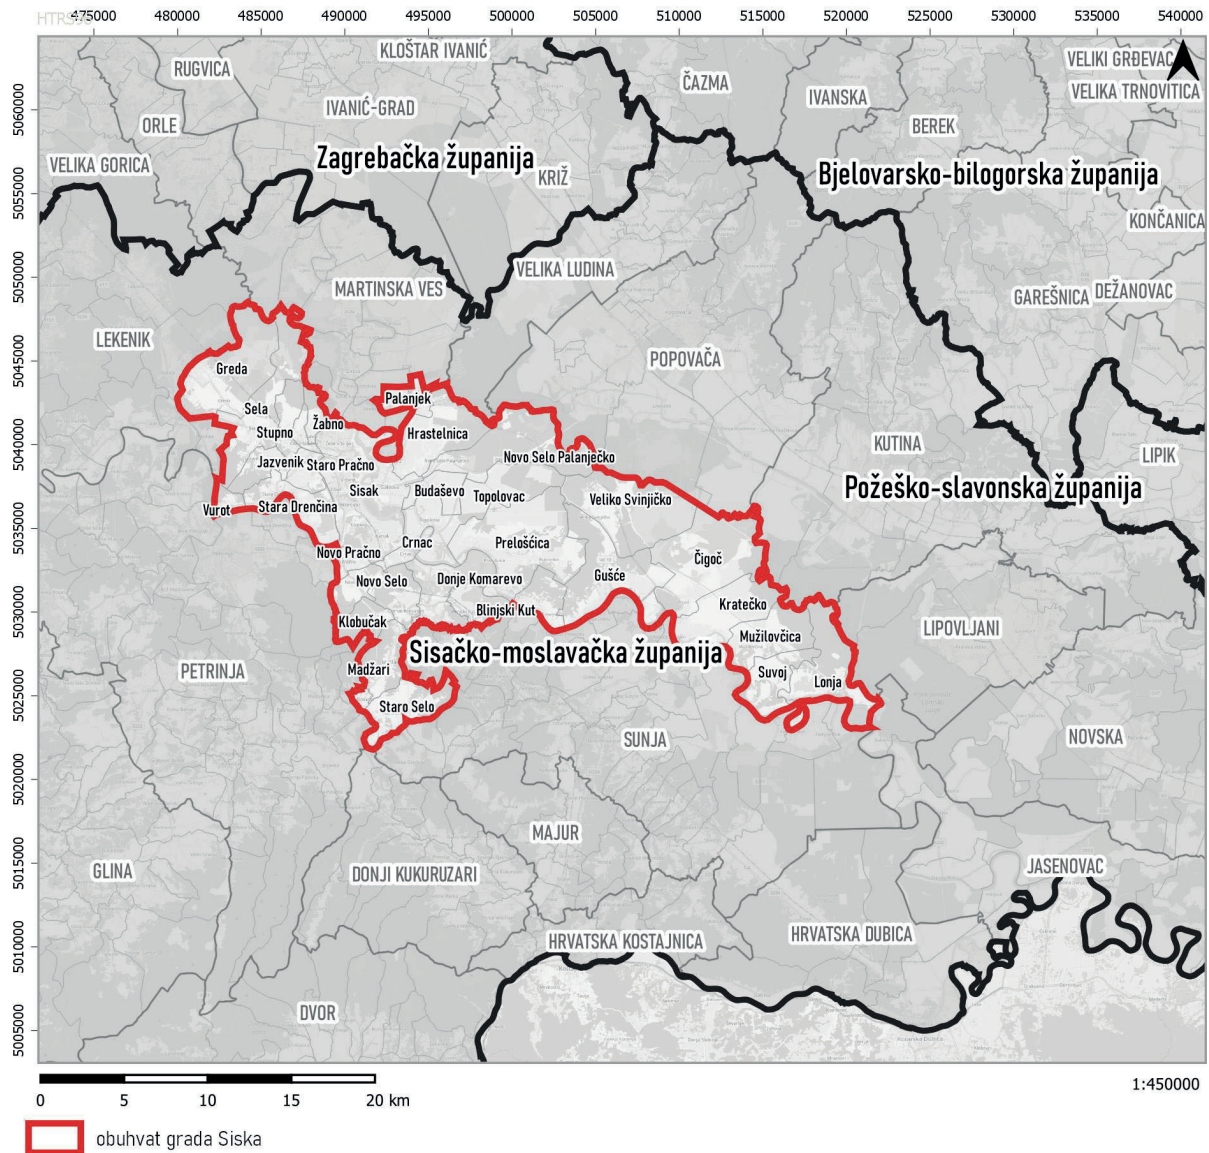 HTRS96
475000 480000 485000 490000 495000 500000 505000 510000 515000 520000 525000 530000 535000 540000
KLOŠTAR IVANIĆ
VELIKI GRĐEVAC
RUGVICA
ČAZMA
VELIKA TRNOVITICA
IVANSKA
IVANIĆ-GRAD
5060000
ORLE
BEREK
Zagrebačka županija
VELIKA GORICA
KRIŽ
Bjelovarsko-bilogorska županija
5055000
KONČANICA
VELIKA LUDINA
5050000
MARTINSKA VES
DEŽANOVAC
GAREŠNICA
LEKENIK
5045000
POPOVAČA
Greda
Palanjek
Sela
Žabno
Stupno
Hrastelnica
5040000
KUTINA
LIPIK
Novo Selo Palanječko
Jazvenik
Staro Pračno
Sisak
Budaševo
Topolovac
Veliko Svinjičko
Požeško-slavonska županija
Vurot
Stara Drenčina
5035000
Crnac
Prelošćica
Novo Pračno
Čigoč
Novo Selo
Donje Komarevo
Gušće
5030000
Blinjski Kut
Kratečko
Klobučak
LIPOVLJANI
Mužilovčica
Sisačko-moslavačka županija
PETRINJA
Madžari
Suvoj
Lonja
5025000
Staro Selo
SUNJA
NOVSKA
5020000
MAJUR
5015000
GLINA
DONJI KUKURUZARI
JASENOVAC
HRVATSKA DUBICA
HRVATSKA KOSTAJNICA
5010000
DVOR
5005000
0 5 10 15 20 km
1:450000
obuhvat grada Siska